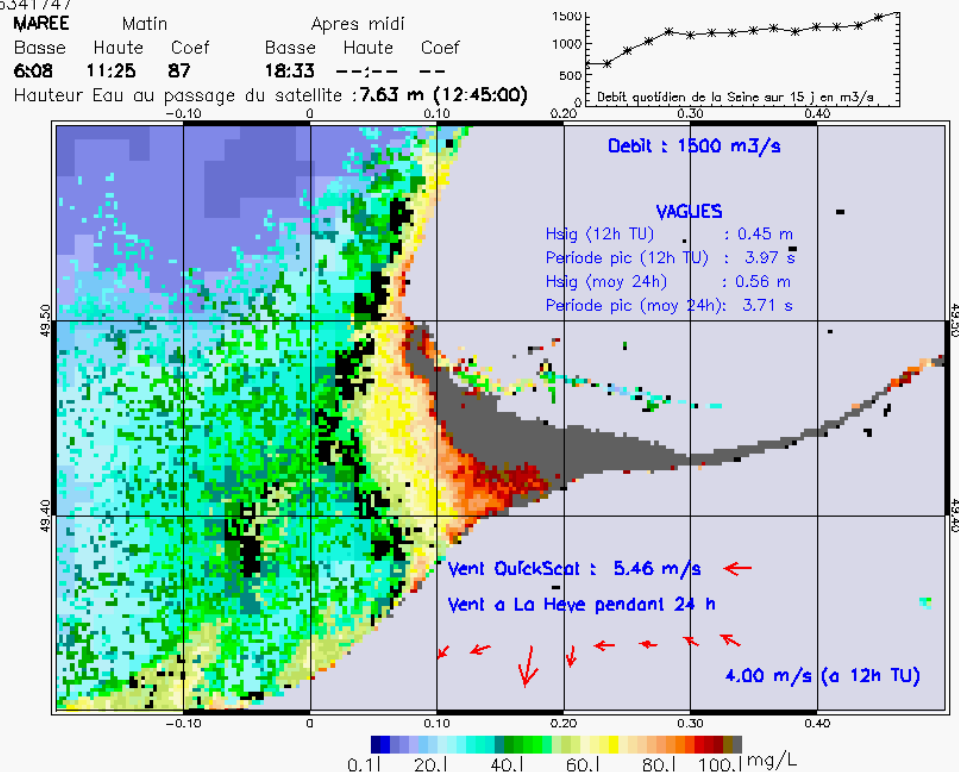 6341747
MAREE Matin Apres midi
Basse Haute Coef Basse Haute Coef
6:08 11:25 87 18:33 --:-- --
Hauteur Eau au passage du satellite :7.63 m (12:45:00)
1500
1000
500
0
Debit quotidien de la Seine sur 15 j en m3/s
-0.10 0 0.10 0.20 0.30 0.40
Debit : 1500 m3/s
VAGUES
Hsig (12h TU) : 0.45 m
Periode pic (12h TU) : 3.97 s
Hsig (moy 24h) : 0.56 m
Periode pic (moy 24h): 3.71 s
49.50 49.50
49.40 49.40
Vent QuickScat : 5.46 m/s
Vent a La Heve pendant 24 h
4.00 m/s (a 12h TU)
-0.10 0 0.10 0.20 0.30 0.40
0.1| 20.| 40.| 60.| 80. 100.| mg/L